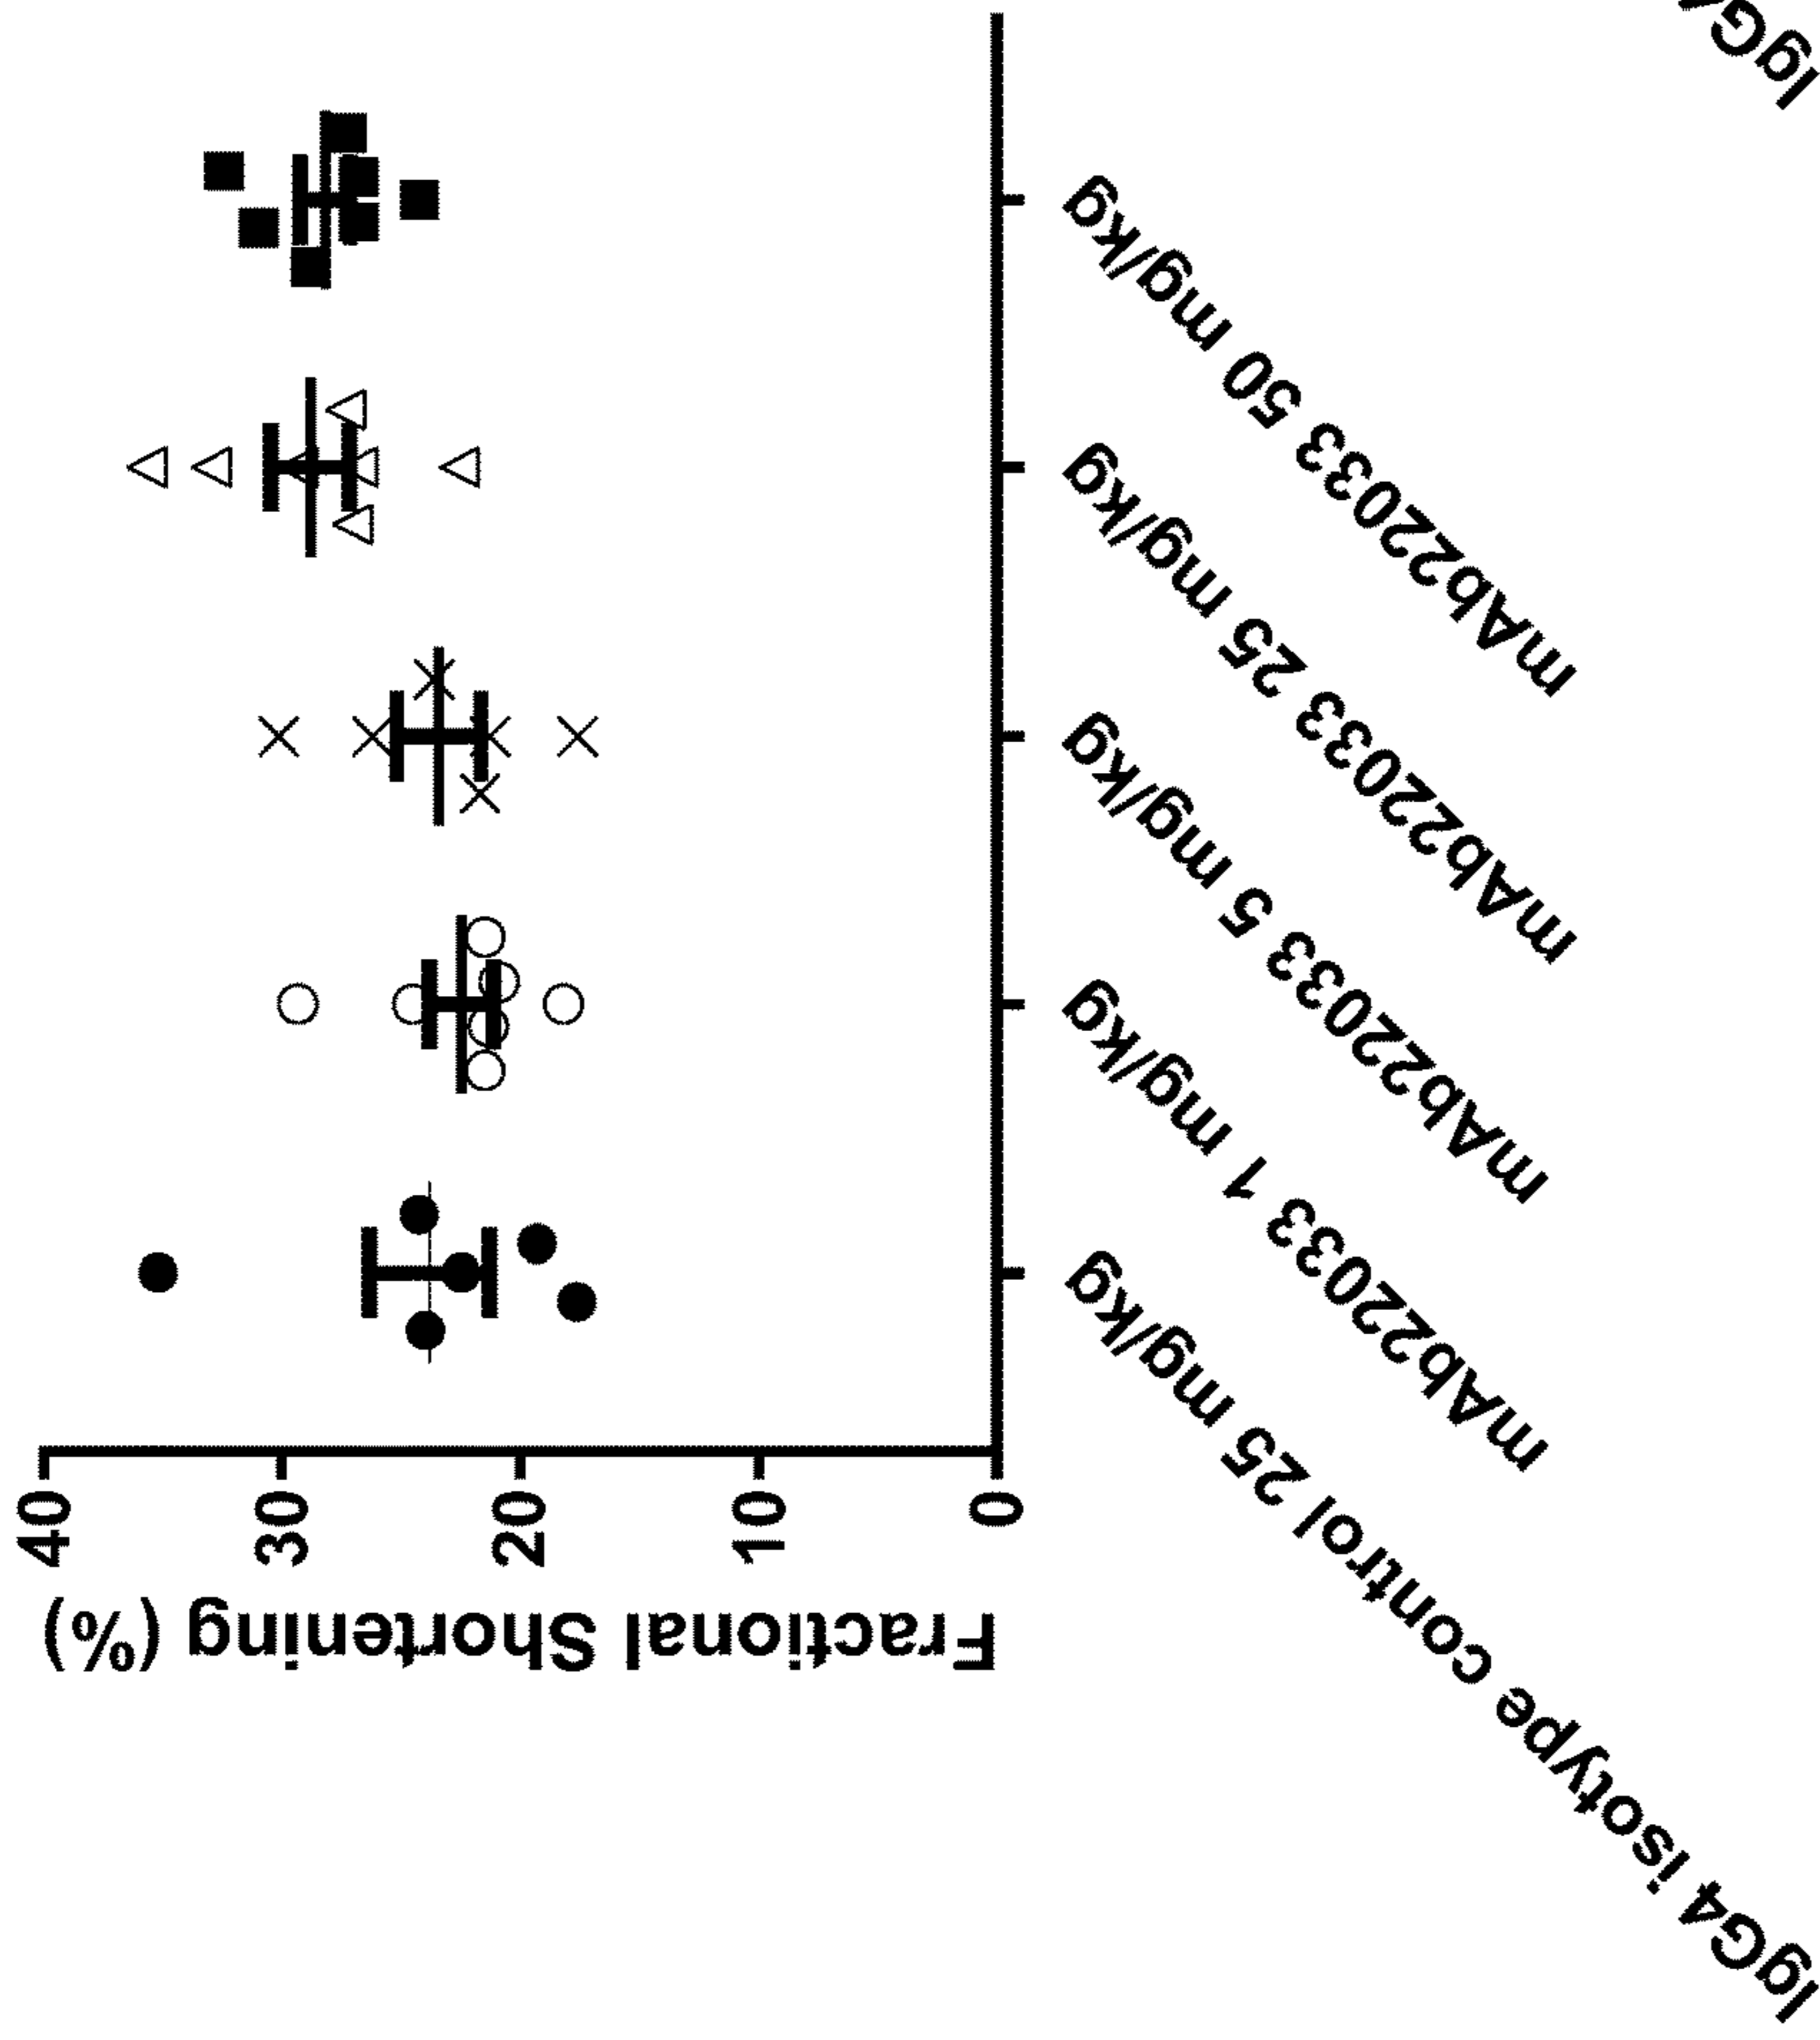 Fractional Shortening (%)
40
30
20
10
0
IgG4 isotype control 25 mg/kg
mAb22033 1 mg/kg
mAb22033 5 mg/kg
mAb22033 25 mg/kg
mAb22033 50 mg/kg
IgG